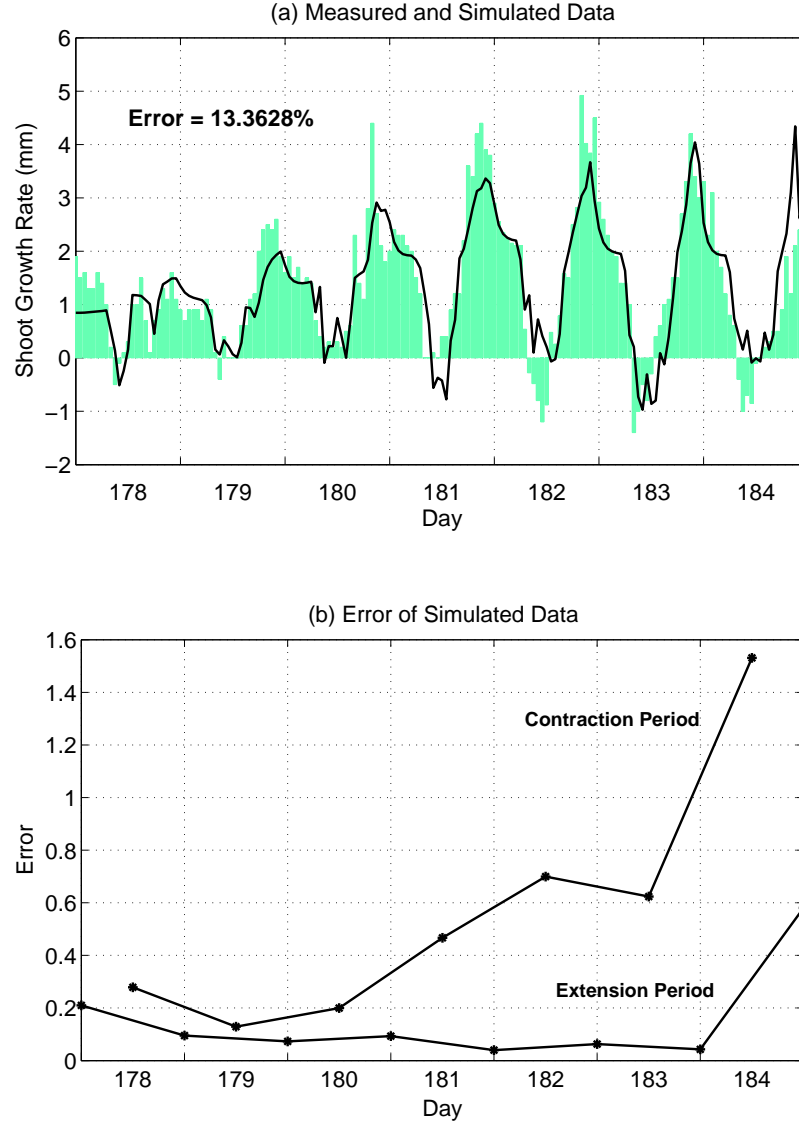 (a) Measured and Simulated Data
6
5
4
3
2
1
0
−1
−2
Shoot Growth Rate (mm)
Error = 13.3628%
178 179 180 181 182 183 184
Day
(b) Error of Simulated Data
1.6
1.4
1.2
1
0.8
0.6
0.4
0.2
0
Error
Contraction Period
Extension Period
178 179 180 181 182 183 184
Day